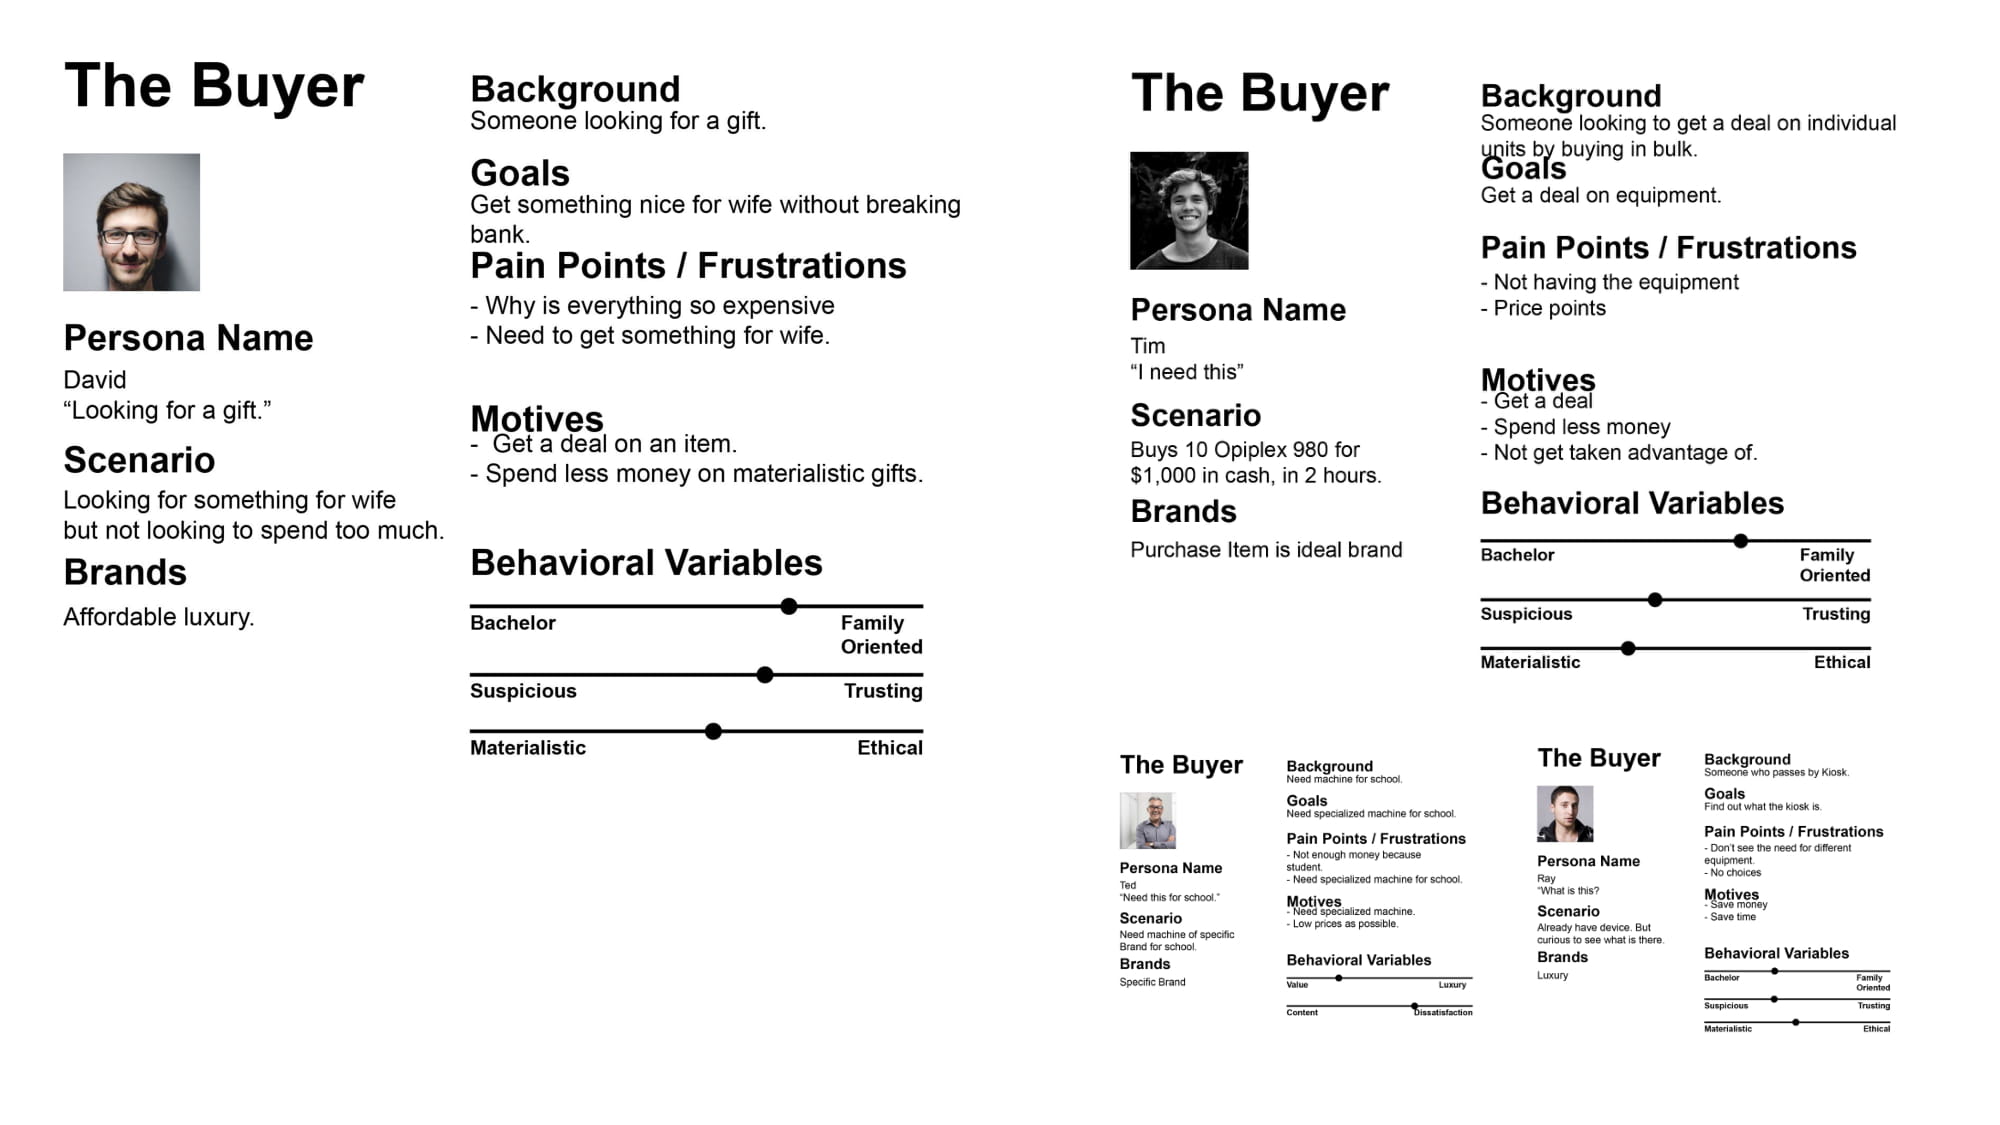 The Buyer
Persona Name
David
“Looking for a gift.”
Scenario
Looking for something for wife
but not looking to spend too much.
Brands
Affordable luxury.
Background
Someone looking for a gift.
Goals
Get something nice for wife without breaking
bank.
Pain Points / Frustrations
- Why is everything so expensive
- Need to get something for wife.
Motives
- Get a deal on an item.
- Spend less money on materialistic gifts.
Behavioral Variables
Bachelor
Family
Oriented
Suspicious
Trusting
Materialistic
Ethical
The Buyer
Persona Name
Tim
“I need this”
Scenario
Buys 10 Opiplex 980 for
$1,000 in cash, in 2 hours.
Brands
Purchase Item is ideal brand
Background
Someone looking to get a deal on individual
units by buying in bulk.
Goals
Get a deal on equipment.
Pain Points / Frustrations
- Not having the equipment
- Price points
Motives
- Get a deal
- Spend less money
- Not get taken advantage of.
Behavioral Variables
Bachelor
Family
Oriented
Suspicious
Trusting
Materialistic
Ethical
The Buyer
Persona Name
Ted
“Need this for school.”
Scenario
Need machine of specific
Brand for school.
Brands
Specific Brand
Background
Need machine for school.
Goals
Need specialized machine for school.
Pain Points / Frustrations
- Not enough money because
student.
- Need specialized machine for school.
Motives
- Need specialized machine.
- Low prices as possible.
Behavioral Variables
Value
Luxury
Content
Dissatisfaction
The Buyer
Persona Name
Ray
“What is this?
Scenario
Already have device. But
curious to see what is there.
Brands
Luxury
Background
Someone who passes by Kiosk.
Goals
Find out what the kiosk is.
Pain Points / Frustrations
- Don’t see the need for different
equipment.
- No choices
Motives
- Save money
- Save time
Behavioral Variables
Bachelor
Family
Oriented
Suspicious
Trusting
Materialistic
Ethical